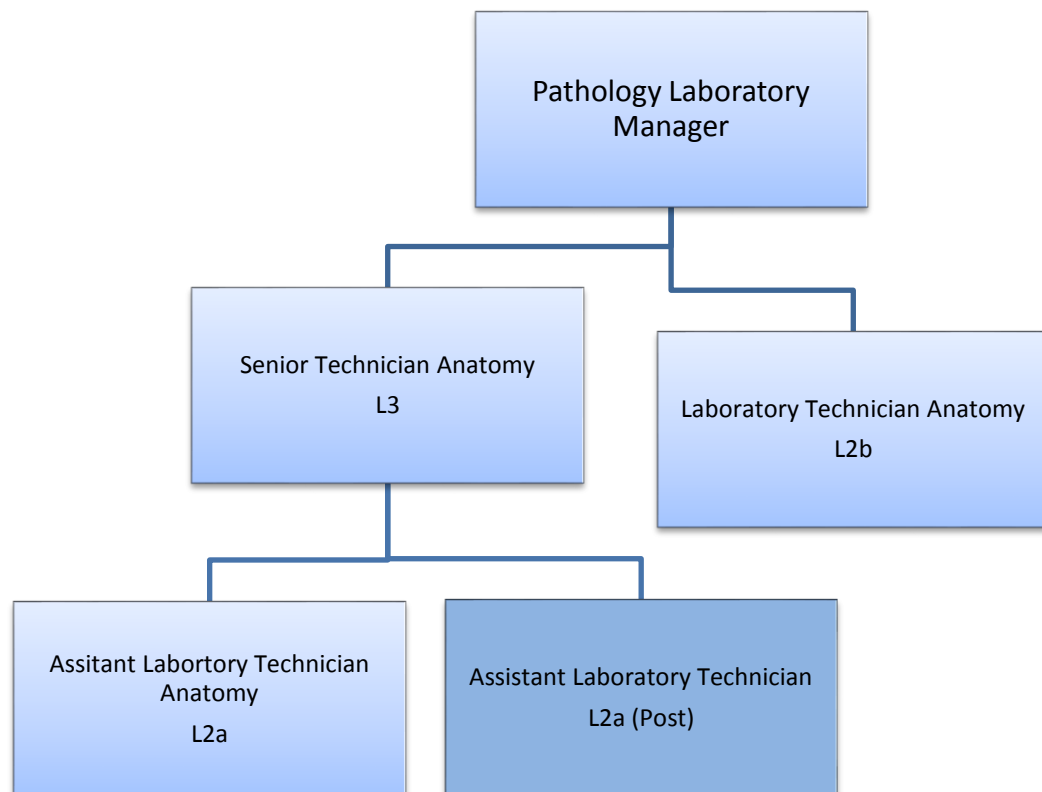 Pathology Laboratory
Manager
Senior Technician Anatomy
L3
Laboratory Technician Anatomy
L2b
Assitant Labortory Technician
Anatomy
L2a
Assistant Laboratory Technician
L2a (Post)